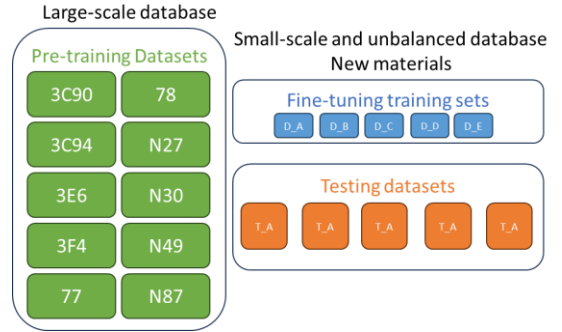 Large-scale database
Pre-training Datasets
3C90 78
3C94 N27
3E6 N30
3F4 N49
77 N87
Small-scale and unbalanced database
New materials
Fine-tuning training sets
D_A D_B D_C D_D D_E
Testing datasets
T_A T_A T_A T_A T_A